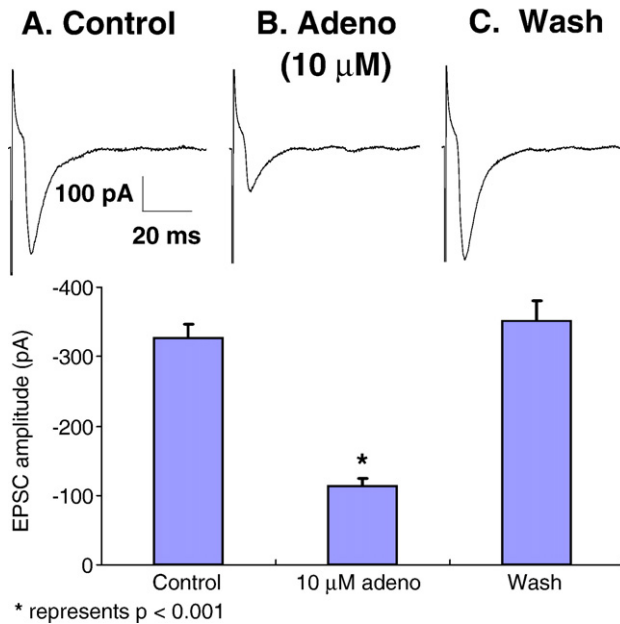 A. Control
B. Adeno
(10 μM)
C. Wash
100 pA
20 ms
EPSC amplitude (pA)
-400
-300
-200
-100
0
*
Control
10 μM adeno
Wash
* represents p < 0.001